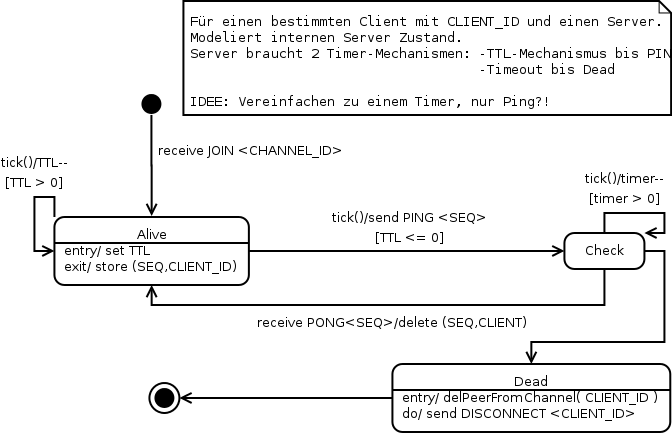 Für einen bestimmten Client mit CLIENT_ID und einen Server.
Modeliert internen Server Zustand.
Server braucht 2 Timer-Mechanismen: -TTL-Mechanismus bis PIN
-Timeout bis Dead
IDEE: Vereinfachen zu einem Timer, nur Ping?!
receive JOIN <CHANNEL_ID>
tick()/TTL--
[TTL > 0]
tick()/timer--
[timer > 0]
Alive
entry/ set TTL
exit/ store (SEQ,CLIENT_ID)
tick()/send PING <SEQ>
[TTL <= 0]
Check
receive PONG<SEQ>/delete (SEQ,CLIENT)
Dead
entry/ delPeerFromChannel( CLIENT_ID )
do/ send DISCONNECT <CLIENT_ID>